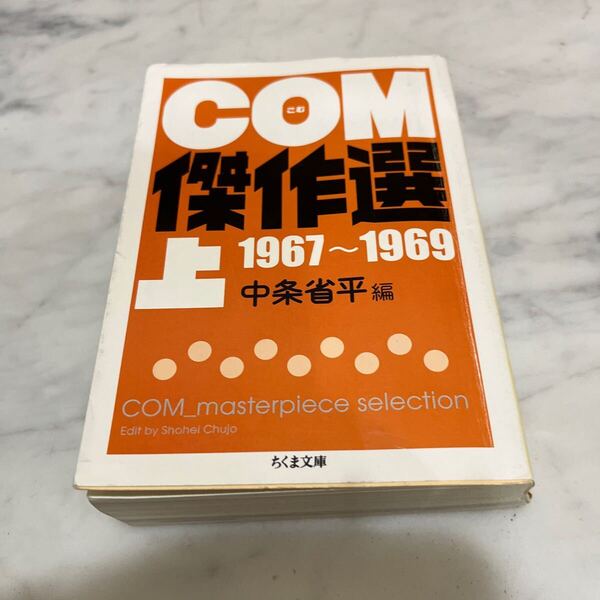 COM
こむ
傑作選
上 1967～1969
中条省平 編
COM_masterpiece selection
Edit by Shohei Chujo
ちくま文庫